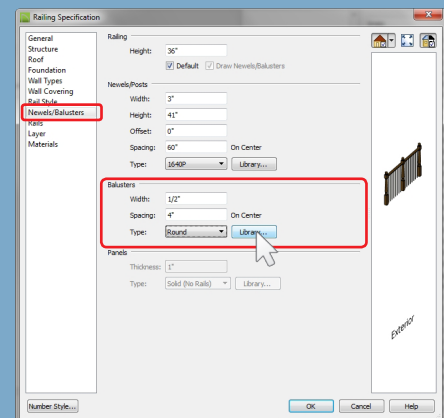 Railing Specification
General
Structure
Roof
Foundation
Wall Types
Wall Covering
Rail Style
Newels/Balusters
Rails
Layer
Materials
Railing
Height: 36"
Default Draw Newels/Balusters
Newels/Posts
Width: 3"
Height: 41"
Offset: 0"
Spacing: 60" On Center
Type: 1640P Library...
Balusters
Width: 1/2"
Spacing: 4" On Center
Type: Round Library...
Panels
Thickness: 1"
Type: Solid (No Rails) Library...
Exterior
Number Style... OK Cancel Help